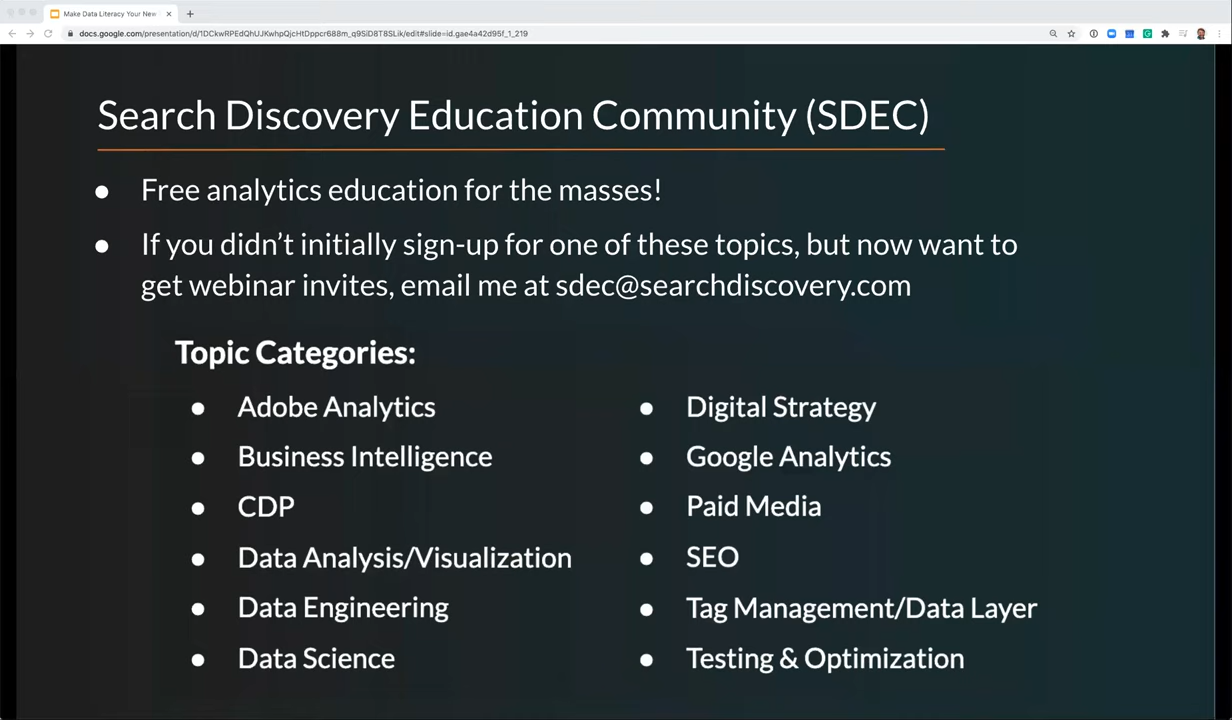 Make Data Literacy Your New
docs.google.com/presentation/d/1DCkwRPEdQhUJKwhpQjcHtDppcr688m_q9SiD8T8SLik/edit#slide=id.gae4a42d95f_1_219
Search Discovery Education Community (SDEC)
● Free analytics education for the masses!
● If you didn’t initially sign-up for one of these topics, but now want to
get webinar invites, email me at sdec@searchdiscovery.com
Topic Categories:
● Adobe Analytics
● Business Intelligence
● CDP
● Data Analysis/Visualization
● Data Engineering
● Data Science
● Digital Strategy
● Google Analytics
● Paid Media
● SEO
● Tag Management/Data Layer
● Testing & Optimization